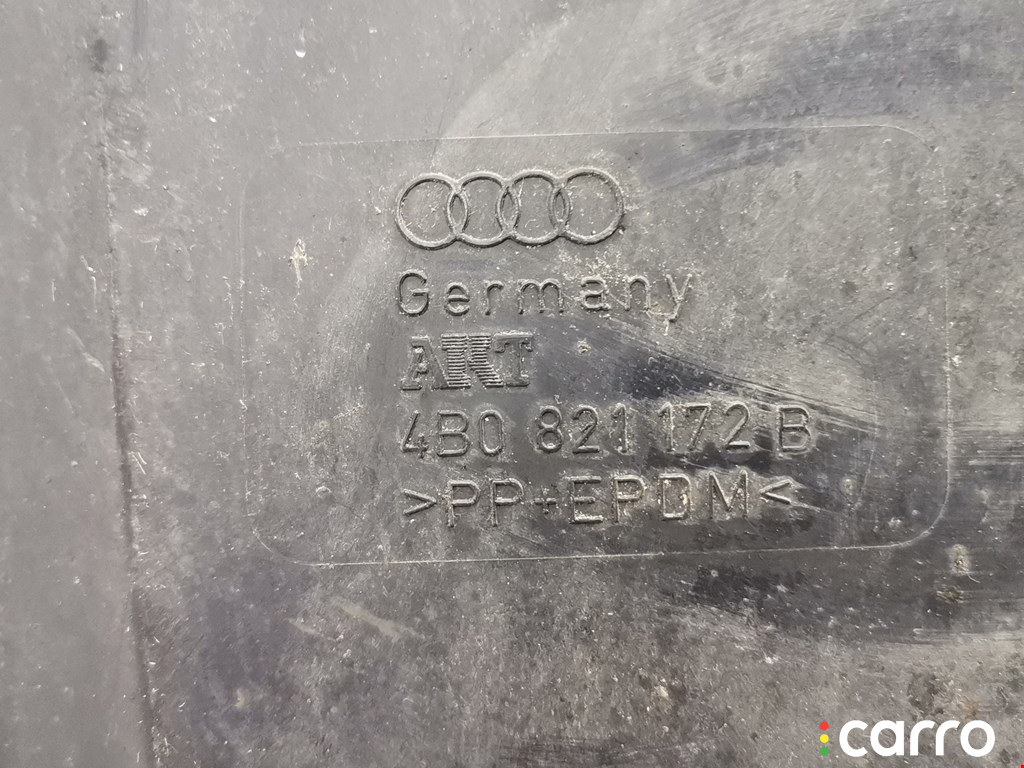 Germany
AKT
4B0 821 172 B
>PP+EPDM<
carro